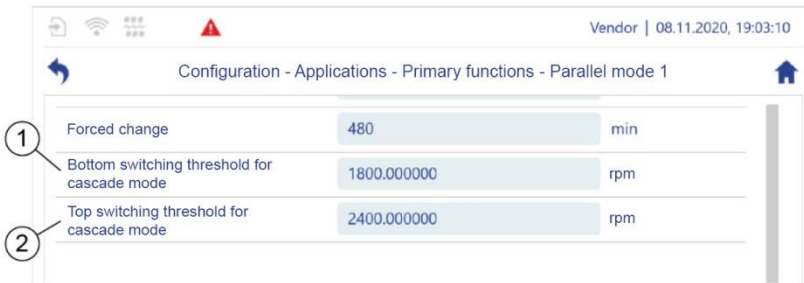 Vendor | 08.11.2020, 19:03:10
Configuration - Applications - Primary functions - Parallel mode 1
Forced change 480 min
1
Bottom switching threshold for
cascade mode 1800.000000 rpm
Top switching threshold for
cascade mode 2400.000000 rpm
2